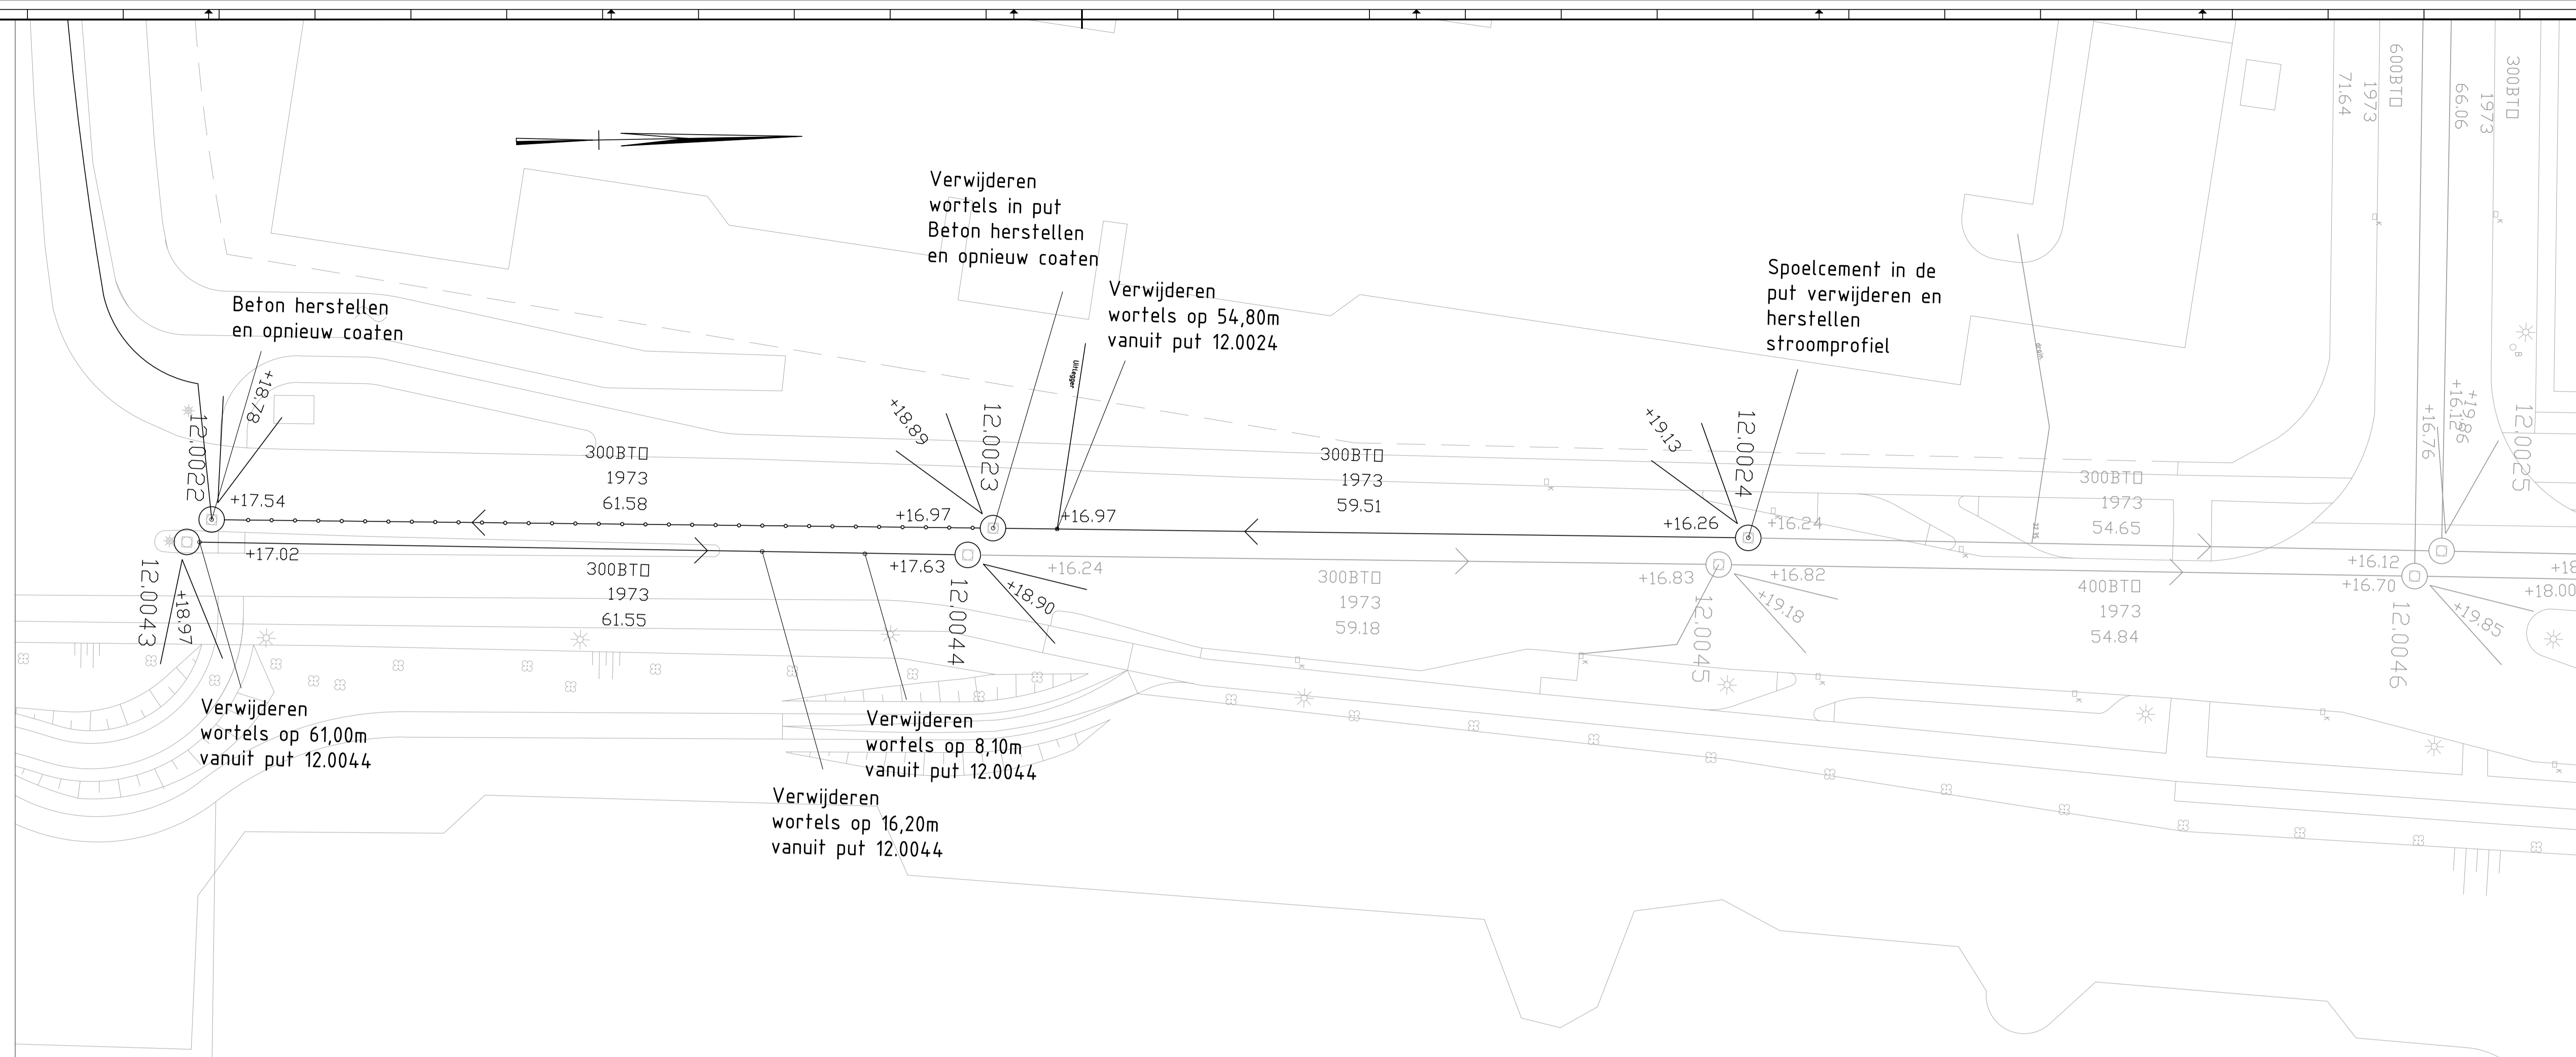 600BT
1973
71.64
300BT
1973
66.06
Verwijderen
wortels in put
Beton herstellen
en opnieuw coaten
Verwijderen
wortels op 54,80m
vanuit put 12.0024
Spoelcement in de
put verwijderen en
herstellen
stroomprofiel
Beton herstellen
en opnieuw coaten
Uitlegger
drain
+18.78
12.0022
+17.54
300BT
1973
61.58
+18.89
12.0023
+16.97
+16.97
300BT
1973
59.51
+19.13
12.0024
+16.26
+16.24
300BT
1973
54.65
+16.76
+16.12
+19.86
12.0025
K
K
B
K
K
K
+17.02
12.0043
+18.97
300BT
1973
61.55
+17.63
12.0044
+16.24
+18.90
300BT
1973
59.18
+16.83
+16.82
12.0045
+19.18
400BT
1973
54.84
+16.12
+16.70
12.0046
+19.85
+18.00
K
K
K
K
K
K
Verwijderen
wortels op 61,00m
vanuit put 12.0044
Verwijderen
wortels op 8,10m
vanuit put 12.0044
Verwijderen
wortels op 16,20m
vanuit put 12.0044